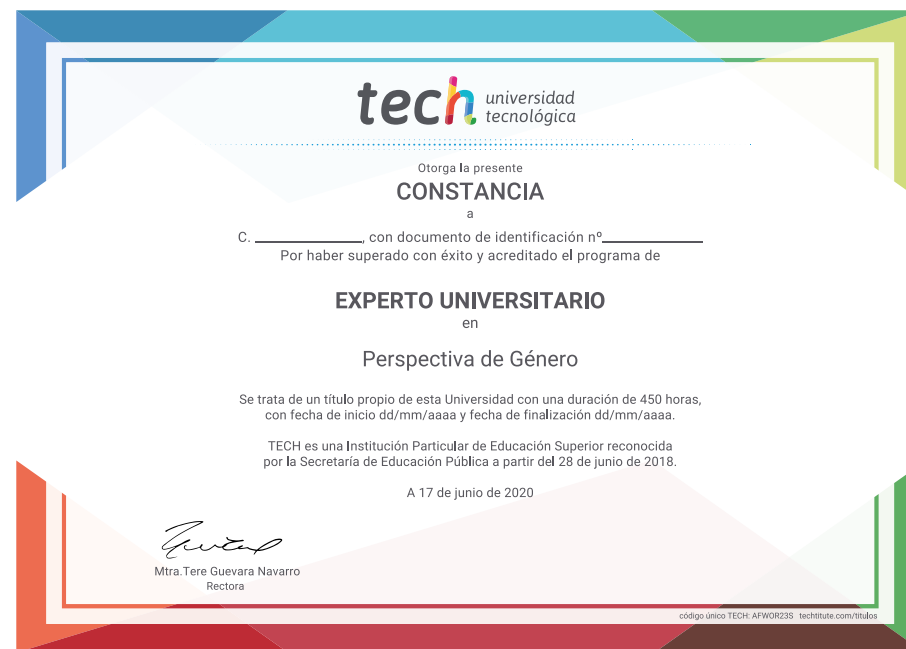 tech universidad
tecnológica
Otorga la presente
CONSTANCIA
a
C. ____________, con documento de identificación nº____________
Por haber superado con éxito y acreditado el programa de
EXPERTO UNIVERSITARIO
en
Perspectiva de Género
Se trata de un título propio de esta Universidad con una duración de 450 horas,
con fecha de inicio dd/mm/aaaa y fecha de finalización dd/mm/aaaa.
TECH es una Institución Particular de Educación Superior reconocida
por la Secretaría de Educación Pública a partir del 28 de junio de 2018.
A 17 de junio de 2020
Mtra.Tere Guevara Navarro
Rectora
código único TECH: AFWOR23S techtitute.com/titulos